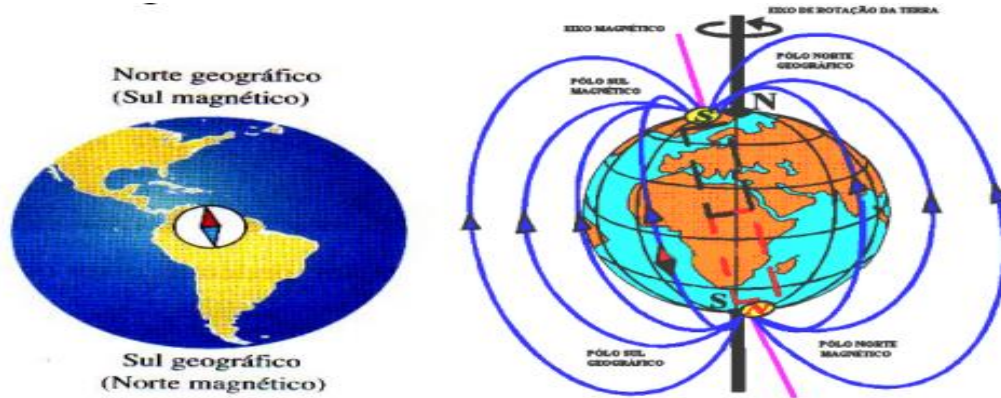 Norte geográfico
(Sul magnético)
Sul geográfico
(Norte magnético)
EIXO DE ROTAÇÃO DA TERRA
EIXO MAGNÉTICO
PÓLO NORTE
GEOGRÁFICO
PÓLO SUL
MAGNÉTICO
S
N
S
N
PÓLO SUL
GEOGRÁFICO
PÓLO NORTE
MAGNÉTICO